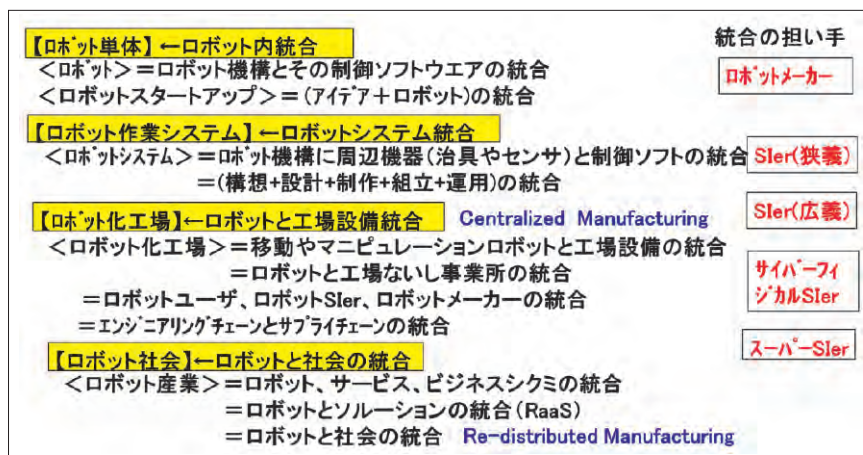 【ロボット単体】 ←ロボット内統合
統合の担い手
<ロボット>=ロボット機構とその制御ソフトウエアの統合
ロボットメーカー
<ロボットスタートアップ>=(アイデア+ロボット)の統合
【ロボット作業システム】 ←ロボットシステム統合
<ロボットシステム>=ロボット機構に周辺機器(治具やセンサ)と制御ソフトの統合
SIer(狭義)
=(構想+設計+制作+組立+運用)の統合
【ロボット化工場】←ロボットと工場設備統合 Centralized Manufacturing
SIer(広義)
<ロボット化工場>=移動やマニピュレーションロボットと工場設備の統合
=ロボットと工場ないし事業所の統合
サイバーフィ
ジカルSIer
=ロボットユーザ、ロボットSIer、ロボットメーカーの統合
=エンジニアリングチェーンとサプライチェーンの統合
スーパーSIer
【ロボット社会】←ロボットと社会の統合
<ロボット産業>=ロボット、サービス、ビジネスシクミの統合
=ロボットとソルーションの統合(RaaS)
=ロボットと社会の統合 Re-distributed Manufacturing